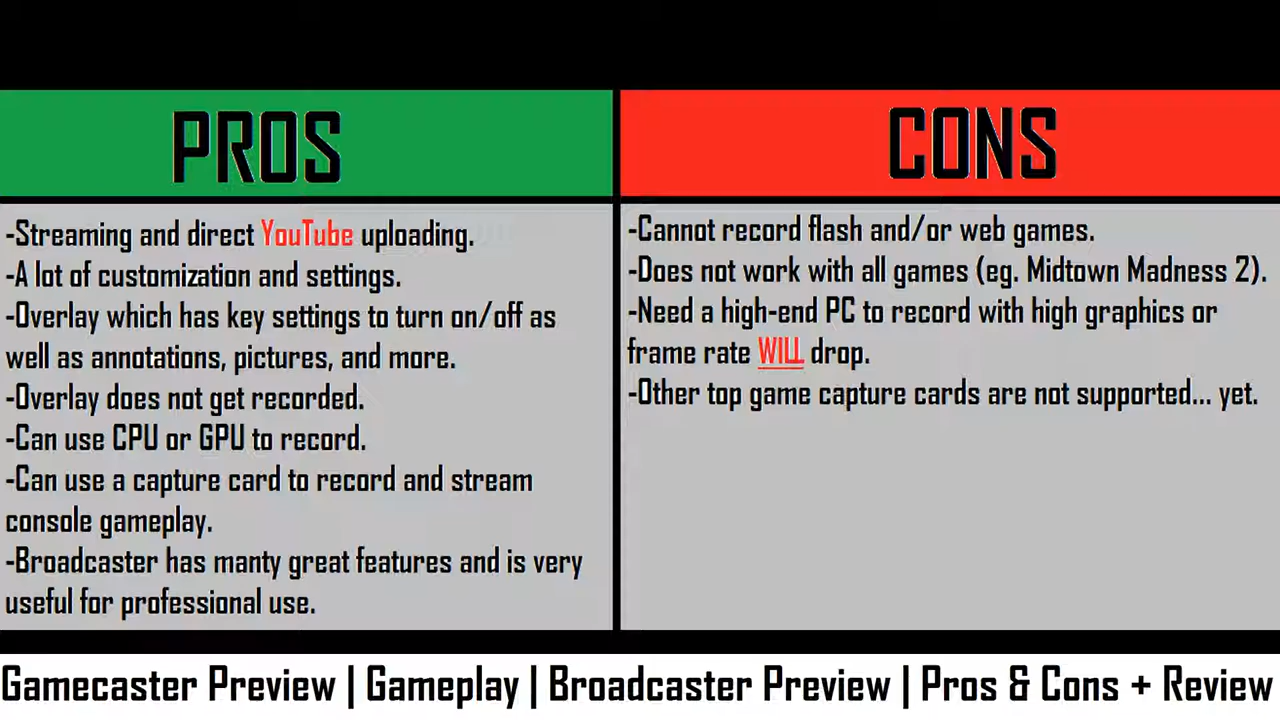 PROS
-Streaming and direct YouTube uploading.
-A lot of customization and settings.
-Overlay which has key settings to turn on/off as
well as annotations, pictures, and more.
-Overlay does not get recorded.
-Can use CPU or GPU to record.
-Can use a capture card to record and stream
console gameplay.
-Broadcaster has manty great features and is very
useful for professional use.
CONS
-Cannot record flash and/or web games.
-Does not work with all games (eg. Midtown Madness 2).
-Need a high-end PC to record with high graphics or
frame rate WILL drop.
-Other top game capture cards are not supported... yet.
Gamecaster Preview | Gameplay | Broadcaster Preview | Pros & Cons + Review